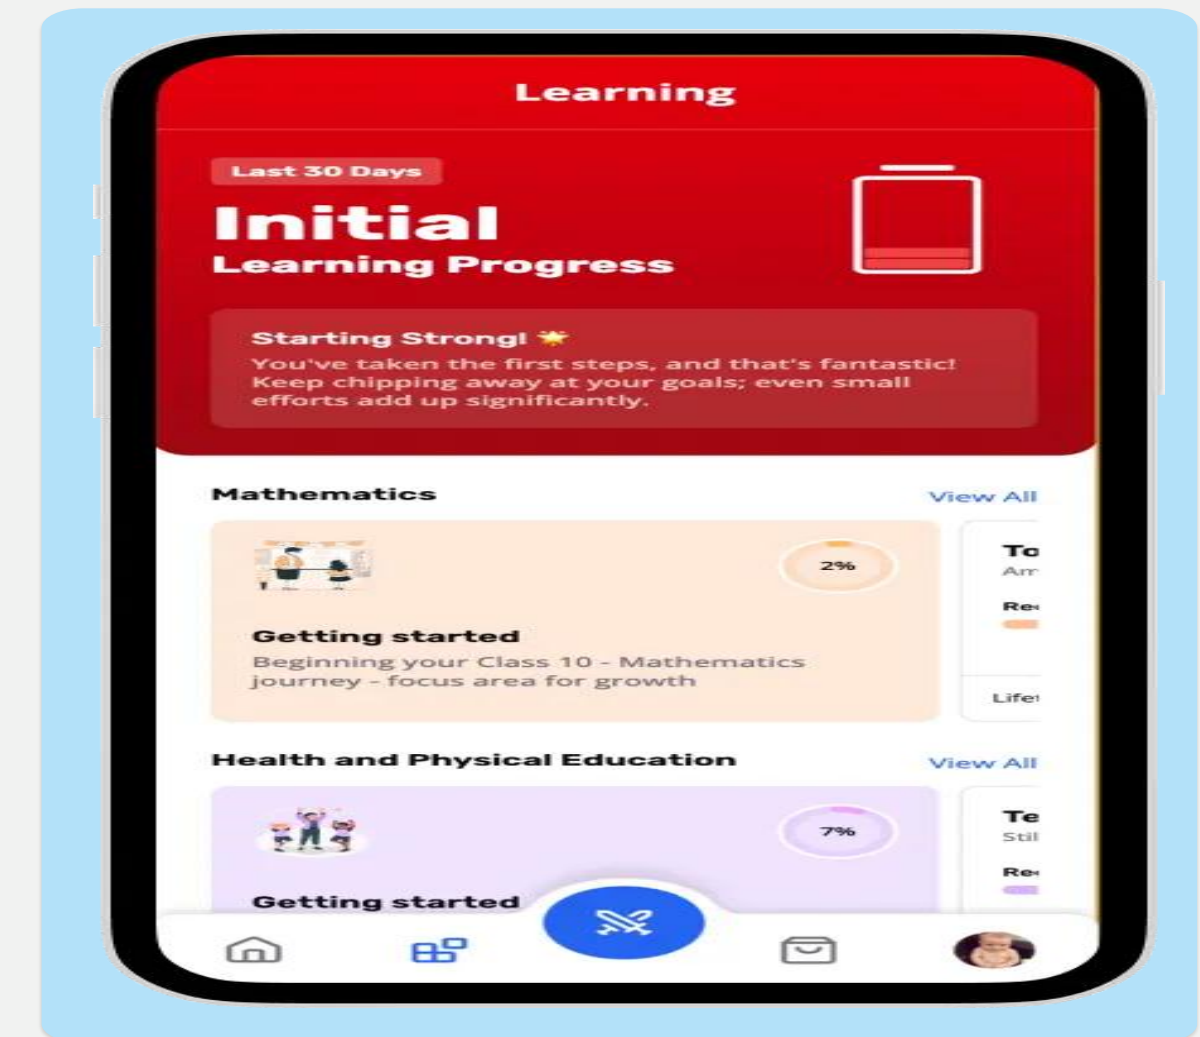 Learning
Last 30 Days
Initial
Learning Progress
Starting Strong! 🌟
You've taken the first steps, and that's fantastic!
Keep chipping away at your goals; even small
efforts add up significantly.
Mathematics
View All
2%
Getting started
Beginning your Class 10 - Mathematics
journey - focus area for growth
Health and Physical Education
View All
7%
Getting started